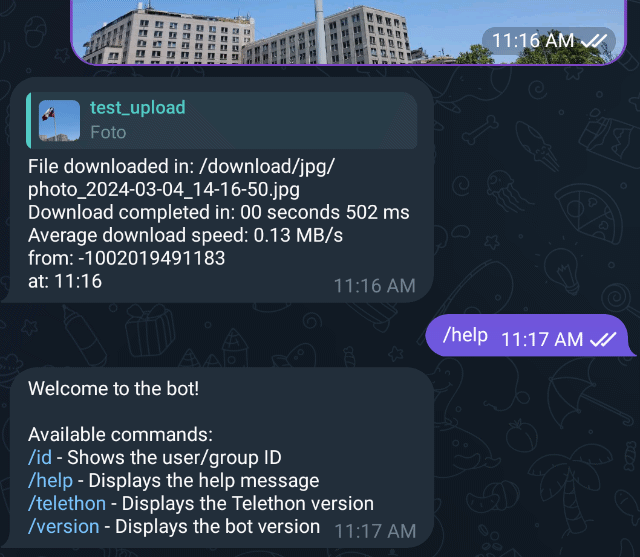 11:16 AM
test_upload
Foto
File downloaded in: /download/jpg/
photo_2024-03-04_14-16-50.jpg
Download completed in: 00 seconds 502 ms
Average download speed: 0.13 MB/s
from: -1002019491183
at: 11:16
11:16 AM
/help 11:17 AM
Welcome to the bot!
Available commands:
/id - Shows the user/group ID
/help - Displays the help message
/telethon - Displays the Telethon version
/version - Displays the bot version 11:17 AM